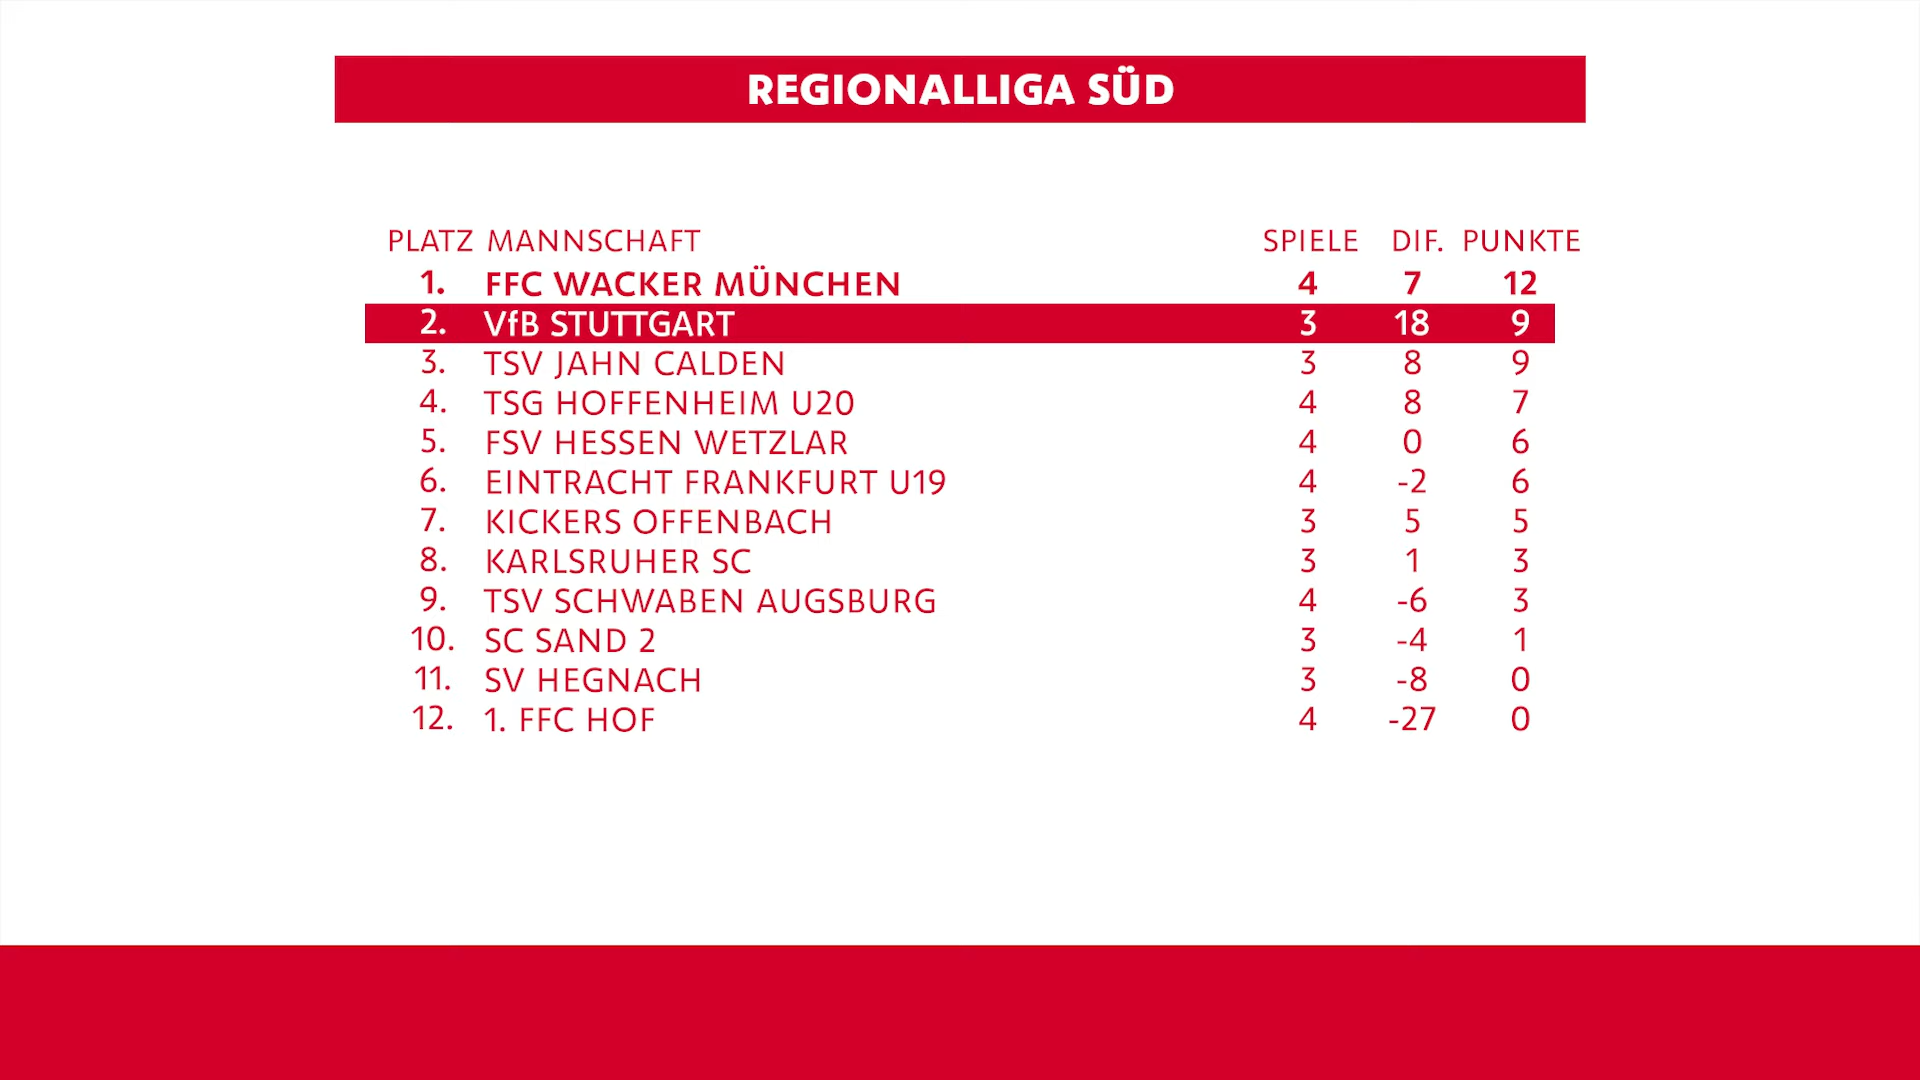 REGIONALLIGA SÜD
PLATZ MANNSCHAFT SPIELE DIF. PUNKTE
1. FFC WACKER MÜNCHEN 4 7 12
2. VfB STUTTGART 3 18 9
3. TSV JAHN CALDEN 3 8 9
4. TSG HOFFENHEIM U20 4 8 7
5. FSV HESSEN WETZLAR 4 0 6
6. EINTRACHT FRANKFURT U19 4 -2 6
7. KICKERS OFFENBACH 3 5 5
8. KARLSRUHER SC 3 1 3
9. TSV SCHWABEN AUGSBURG 4 -6 3
10. SC SAND 2 3 -4 1
11. SV HEGNACH 3 -8 0
12. 1. FFC HOF 4 -27 0